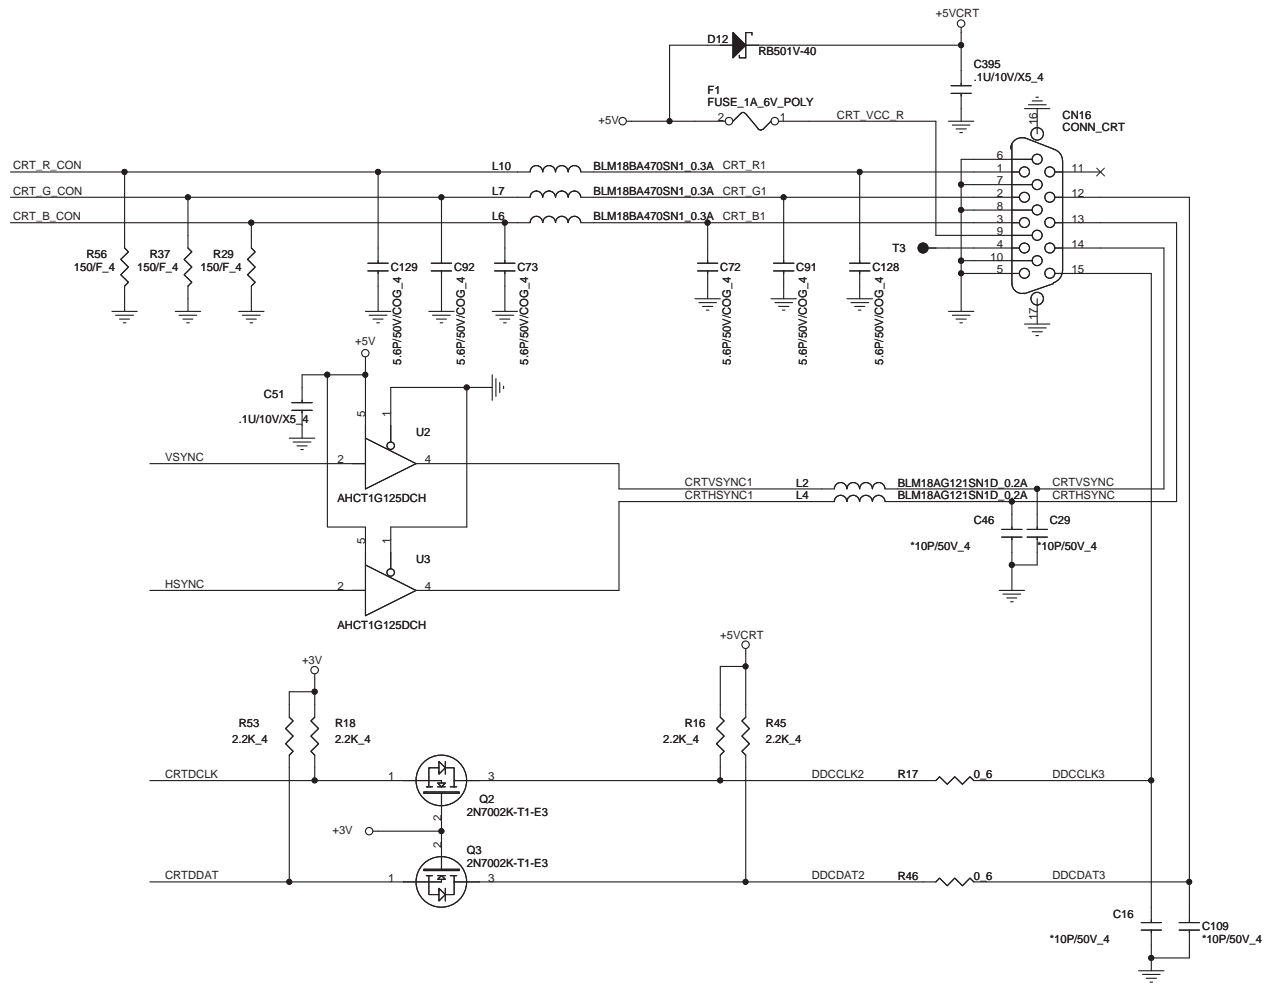 +5VCRT
D12
RB501V-40
C395
.1U/10V/X5_4
F1
FUSE_1A_6V_POLY
+5V
2
1
CRT_VCC_R
16
CN16
CONN_CRT
CRT_R_CON
L10
BLM18BA470SN1_0.3A
CRT_R1
CRT_G_CON
L7
BLM18BA470SN1_0.3A
CRT_G1
CRT_B_CON
L6
BLM18BA470SN1_0.3A
CRT_B1
6
1
7
2
8
3
9
4
10
5
11
12
13
14
15
17
T3
R56
150/F_4
R37
150/F_4
R29
150/F_4
C129
5.6P/50V/COG_4
C92
5.6P/50V/COG_4
C73
5.6P/50V/COG_4
C72
5.6P/50V/COG_4
C91
5.6P/50V/COG_4
C128
5.6P/50V/COG_4
+5V
C51
.1U/10V/X5_4
5
1
U2
VSYNC
2
4
AHCT1G125DCH
CRTVSYNC1
L2
BLM18AG121SN1D_0.2A
CRTVSYNC
CRTHSYNC1
L4
BLM18AG121SN1D_0.2A
CRTHSYNC
C46
*10P/50V_4
C29
*10P/50V_4
5
1
U3
HSYNC
2
4
AHCT1G125DCH
+3V
+5VCRT
R53
2.2K_4
R18
2.2K_4
R16
2.2K_4
R45
2.2K_4
CRTDCLK
1
3
DDCCLK2
R17
0_6
DDCCLK3
Q2
2N7002K-T1-E3
2
+3V
2
Q3
2N7002K-T1-E3
CRTDDAT
1
3
DDCDAT2
R46
0_6
DDCDAT3
C16
*10P/50V_4
C109
*10P/50V_4